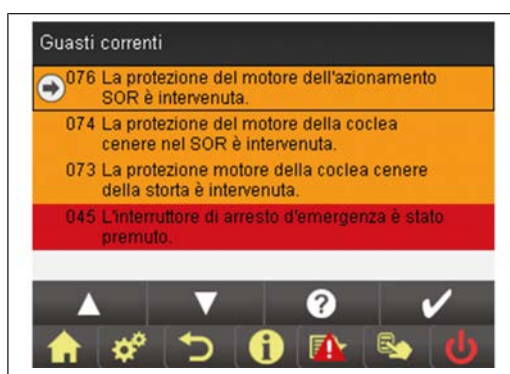 Guasti correnti
076 La protezione del motore dell'azionamento
SOR è intervenuta.
074 La protezione del motore della coclea
cenere nel SOR è intervenuta.
073 La protezione motore della coclea cenere
della storta è intervenuta.
045 L'interruttore di arresto d'emergenza è stato
premuto.